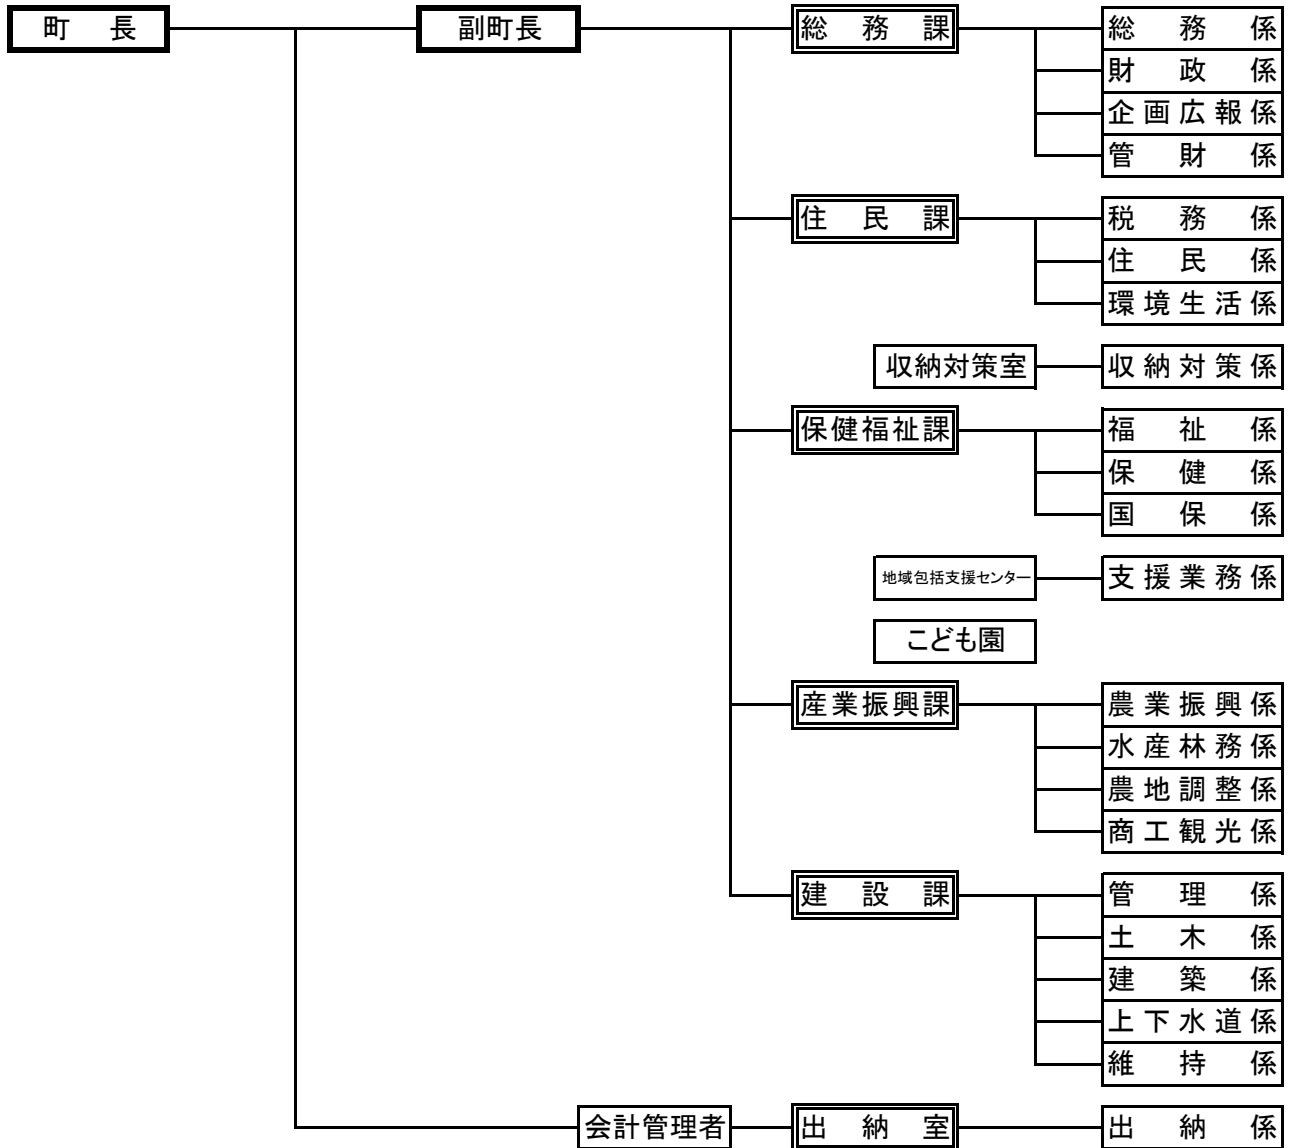 町長 副町長 総務課 総務係
財政係
企画広報係
管財係
住民課 税務係
住民係
環境生活係
収納対策室 収納対策係
保健福祉課 福祉係
保健係
国保係
地域包括支援センター 支援業務係
こども園
産業振興課 農業振興係
水産林務係
農地調整係
商工観光係
建設課 管理係
土木係
建築係
上下水道係
維持係
会計管理者 出納室 出納係